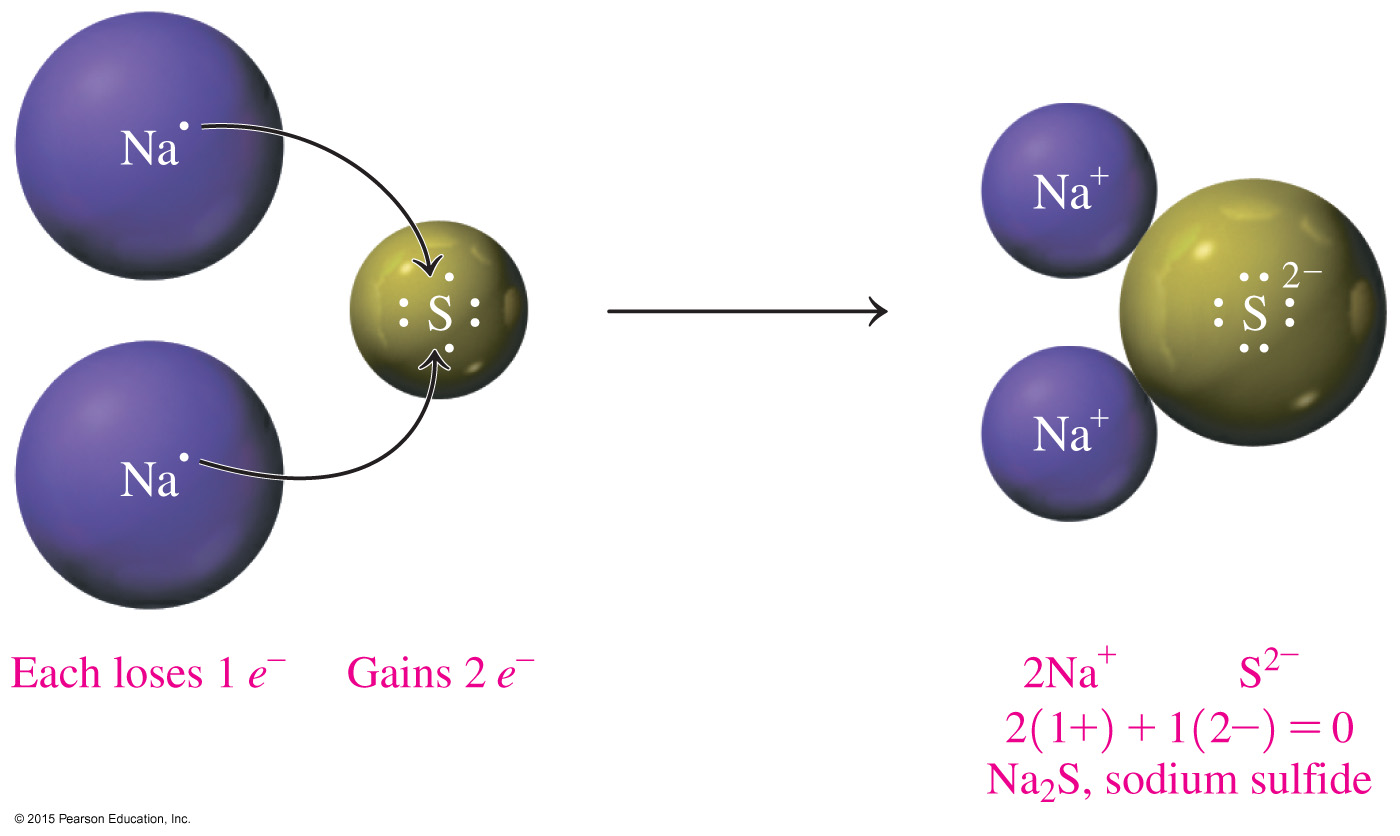 Na•
Na•
S
Na⁺
Na⁺
S 2−
Each loses 1 e⁻ Gains 2 e⁻
2Na⁺ S²⁻
2(1+) + 1(2−) = 0
Na₂S, sodium sulfide
© 2015 Pearson Education, Inc.